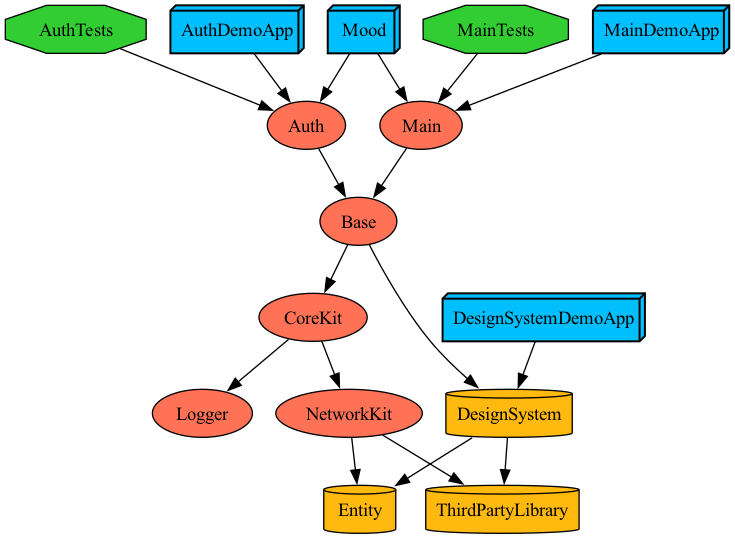 AuthTests
AuthDemoApp
Mood
MainTests
MainDemoApp
Auth
Main
Base
CoreKit
DesignSystemDemoApp
Logger
NetworkKit
DesignSystem
Entity
ThirdPartyLibrary